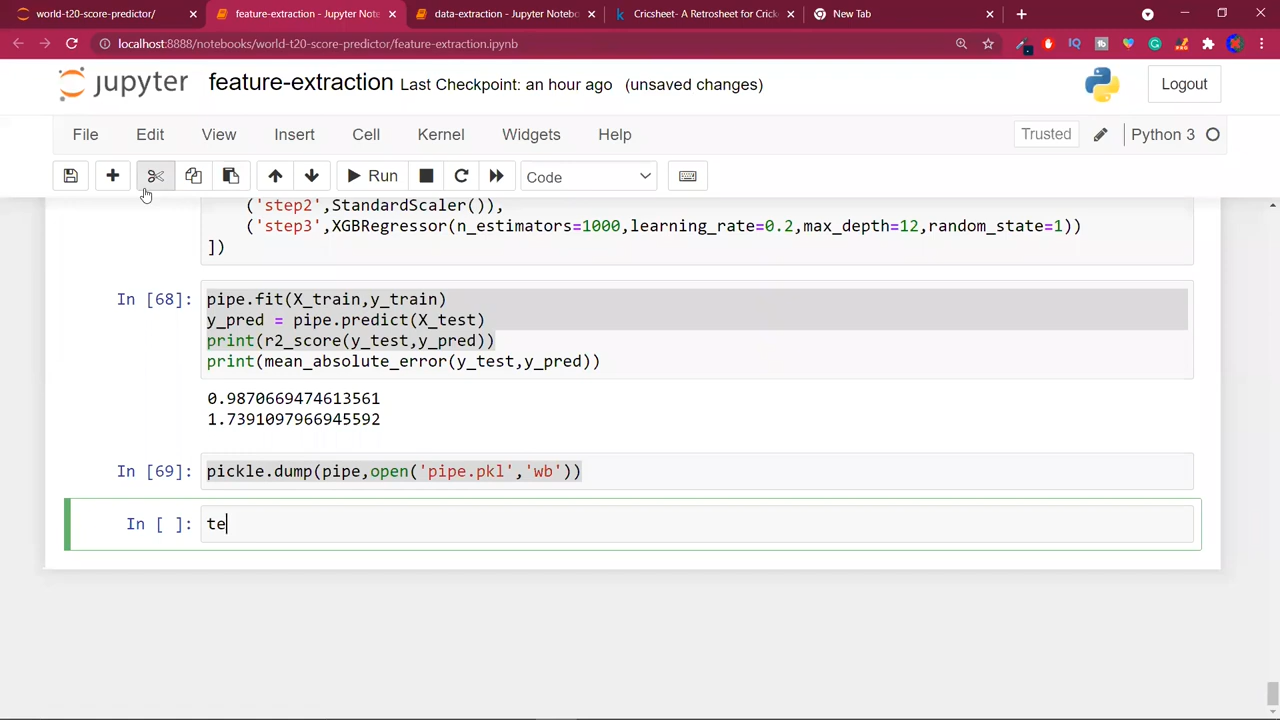 world-t20-score-predictor/
feature-extraction - Jupyter Note
data-extraction - Jupyter Notebo
Cricsheet- A Retrosheet for Crick
New Tab
localhost:8888/notebooks/world-t20-score-predictor/feature-extraction.ipynb
jupyter feature-extraction Last Checkpoint: an hour ago (unsaved changes) Logout
File Edit View Insert Cell Kernel Widgets Help Trusted Python 3
Run Code
('step2',StandardScaler()),
('step3',XGBRegressor(n_estimators=1000,learning_rate=0.2,max_depth=12,random_state=1))
])
In [68]: pipe.fit(X_train,y_train)
y_pred = pipe.predict(X_test)
print(r2_score(y_test,y_pred))
print(mean_absolute_error(y_test,y_pred))
0.9870669474613561
1.7391097966945592
In [69]: pickle.dump(pipe,open('pipe.pkl','wb'))
In [ ]: te